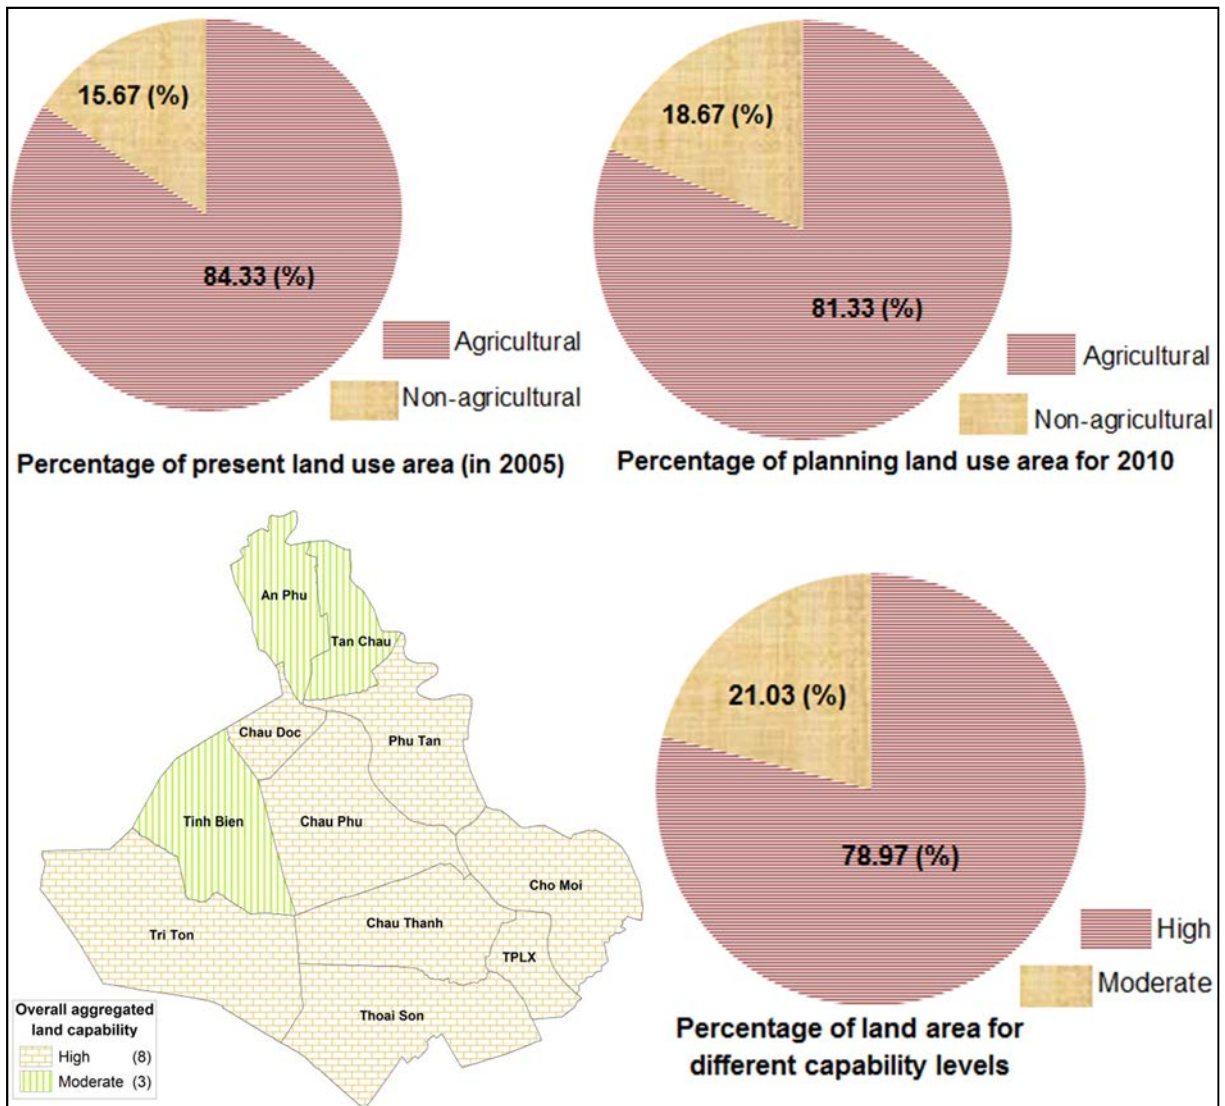 15.67 (%)
84.33 (%)
Agricultural
Non-agricultural
Percentage of present land use area (in 2005)
18.67 (%)
81.33 (%)
Agricultural
Non-agricultural
Percentage of planning land use area for 2010
An Phu
Tan Chau
Chau Doc
Phu Tan
Tinh Bien
Chau Phu
Cho Moi
Chau Thanh
Tri Ton
TPLX
Thoai Son
Overall aggregated
land capability
High (8)
Moderate (3)
21.03 (%)
78.97 (%)
High
Moderate
Percentage of land area for
different capability levels